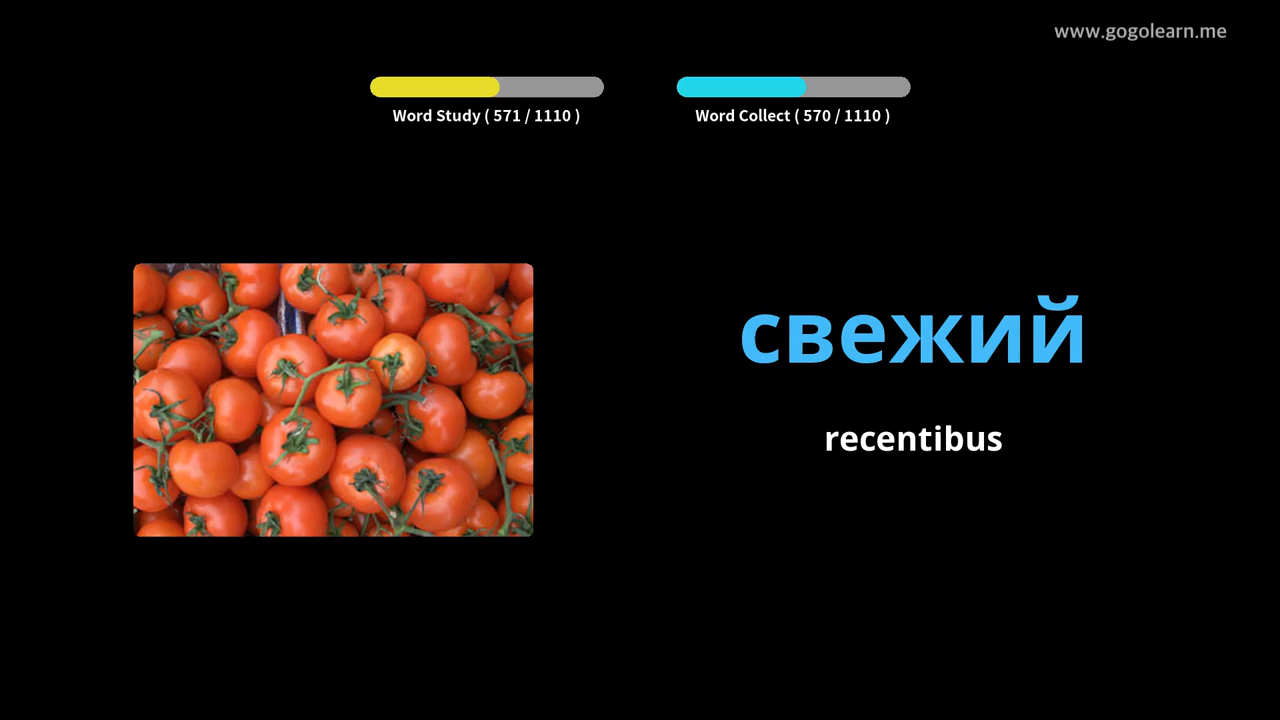 www.gogolearn.me
Word Study ( 571 / 1110 )
Word Collect ( 570 / 1110 )
свежий
recentibus